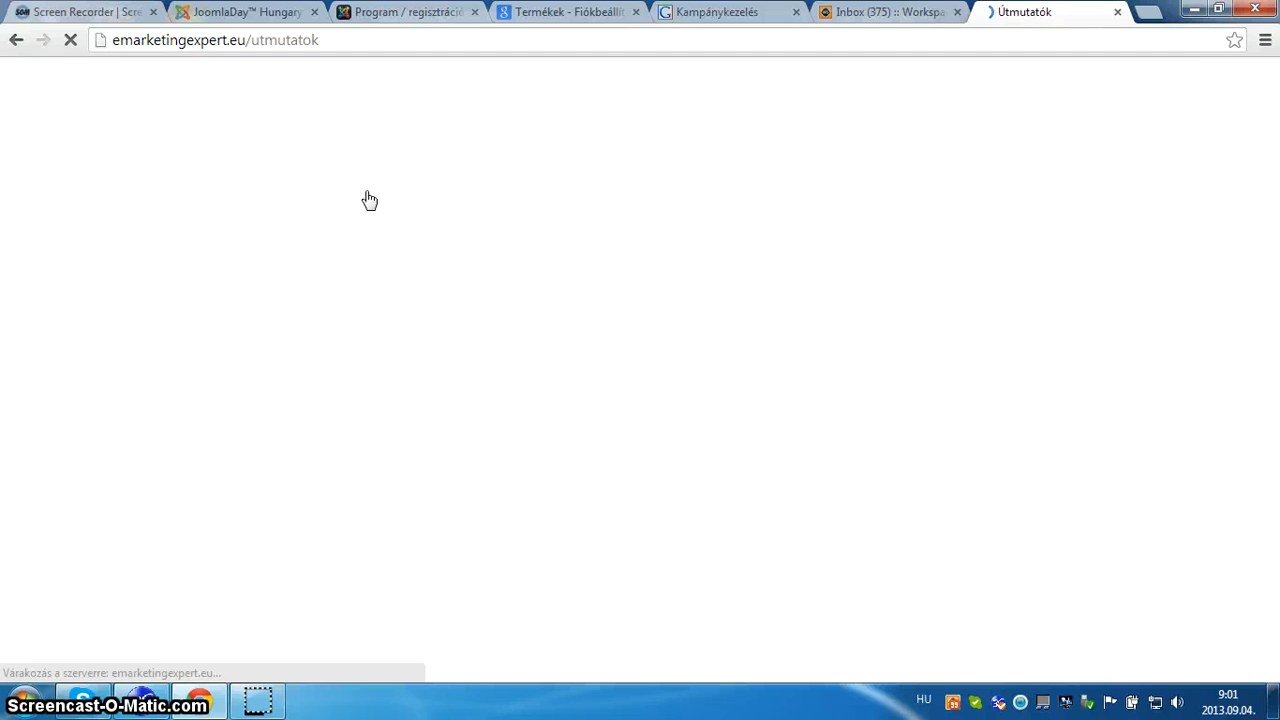 Screen Recorder | Scre
JoomlaDay™ Hungary
Program / regisztráció
Termékek - Fiókbeállít
Kampánykezelés
Inbox (375) :: Workspa
Útmutatók
emarketingexpert.eu/utmutatok
Várakozás a szerverre: emarketingexpert.eu...
Screencast-O-Matic.com
HU
9:01
2013.09.04.